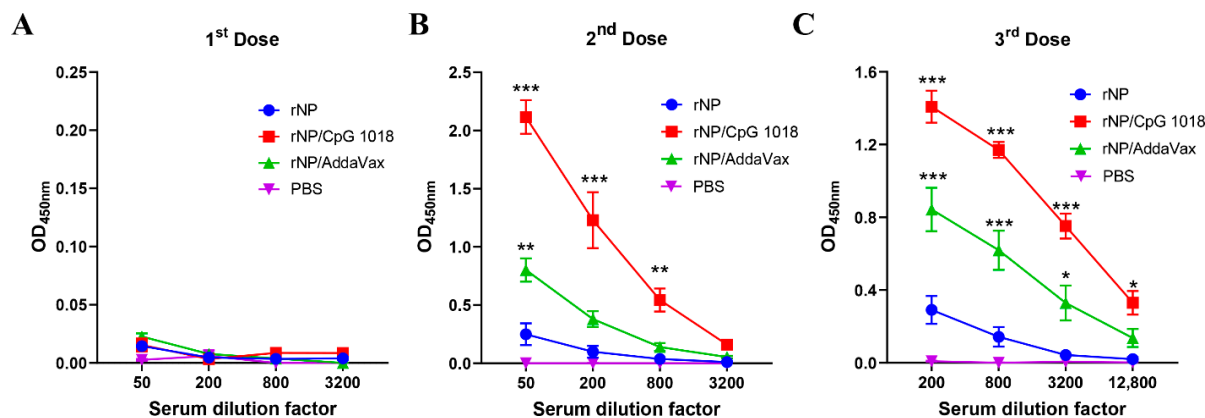 A
1st Dose
OD450nm
0.25
0.20
0.15
0.10
0.05
0.00
rNP
rNP/CpG 1018
rNP/AddaVax
PBS
50 200 800 3200
Serum dilution factor
B
2nd Dose
OD450nm
2.5
2.0
1.5
1.0
0.5
0.0
***
***
**
**
rNP
rNP/CpG 1018
rNP/AddaVax
PBS
50 200 800 3200
Serum dilution factor
C
3rd Dose
OD450nm
1.6
1.2
0.8
0.4
0.0
***
***
***
*
***
***
*
rNP
rNP/CpG 1018
rNP/AddaVax
PBS
200 800 3200 12,800
Serum dilution factor